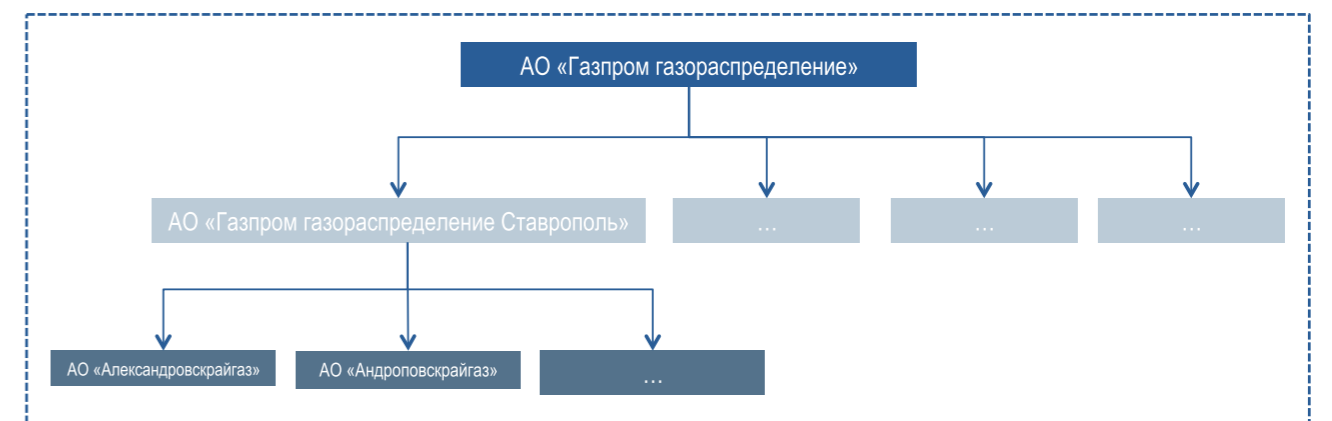 АО «Газпром газораспределение»
АО «Газпром газораспределение Ставрополь»
...
...
...
АО «Александровскрайгаз»
АО «Андроповскрайгаз»
...